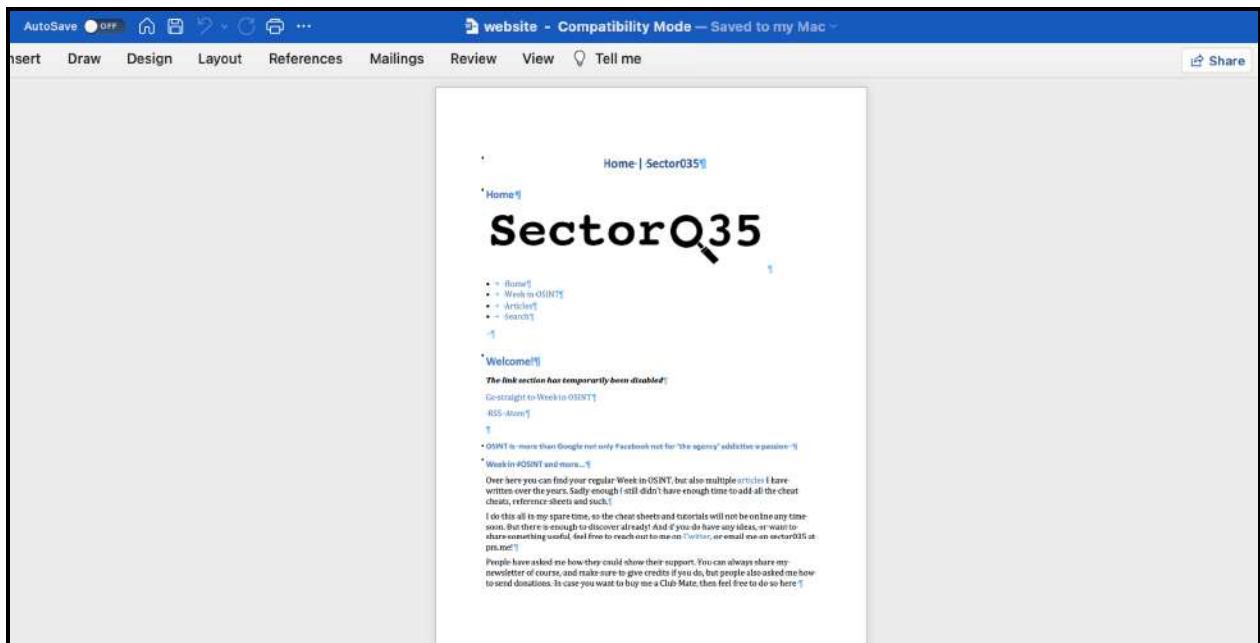 AutoSave OFF website - Compatibility Mode — Saved to my Mac
nsert Draw Design Layout References Mailings Review View Tell me Share
Home | Sector035¶
Home¶
Sector035
¶
Home¶
Week in OSINT¶
Articles¶
Search¶
¶
Welcome!¶
The link section has temporarily been disabled¶
Go straight to Week in OSINT¶
RSS Atom¶
¶
OSINT is more than Google not only Facebook not for 'the agency' addictive a passion ¶
Week in #OSINT and more...¶
Over here you can find your regular Week in OSINT, but also multiple articles I have
written over the years. Sadly enough I still didn't have enough time to add all the cheat
cheats, reference sheets and such.¶
I do this all in my spare time, so the cheat sheets and tutorials will not be online any time
soon. But there is enough to discover already! And if you do have any ideas, or want to
share something useful, feel free to reach out to me on Twitter, or email me on sector035 at
pm.me!¶
People have asked me how they could show their support. You can always share my
newsletter of course, and make sure to give credits if you do, but people also asked me how
to send donations. In case you want to buy me a Club Mate, then feel free to do so here ¶